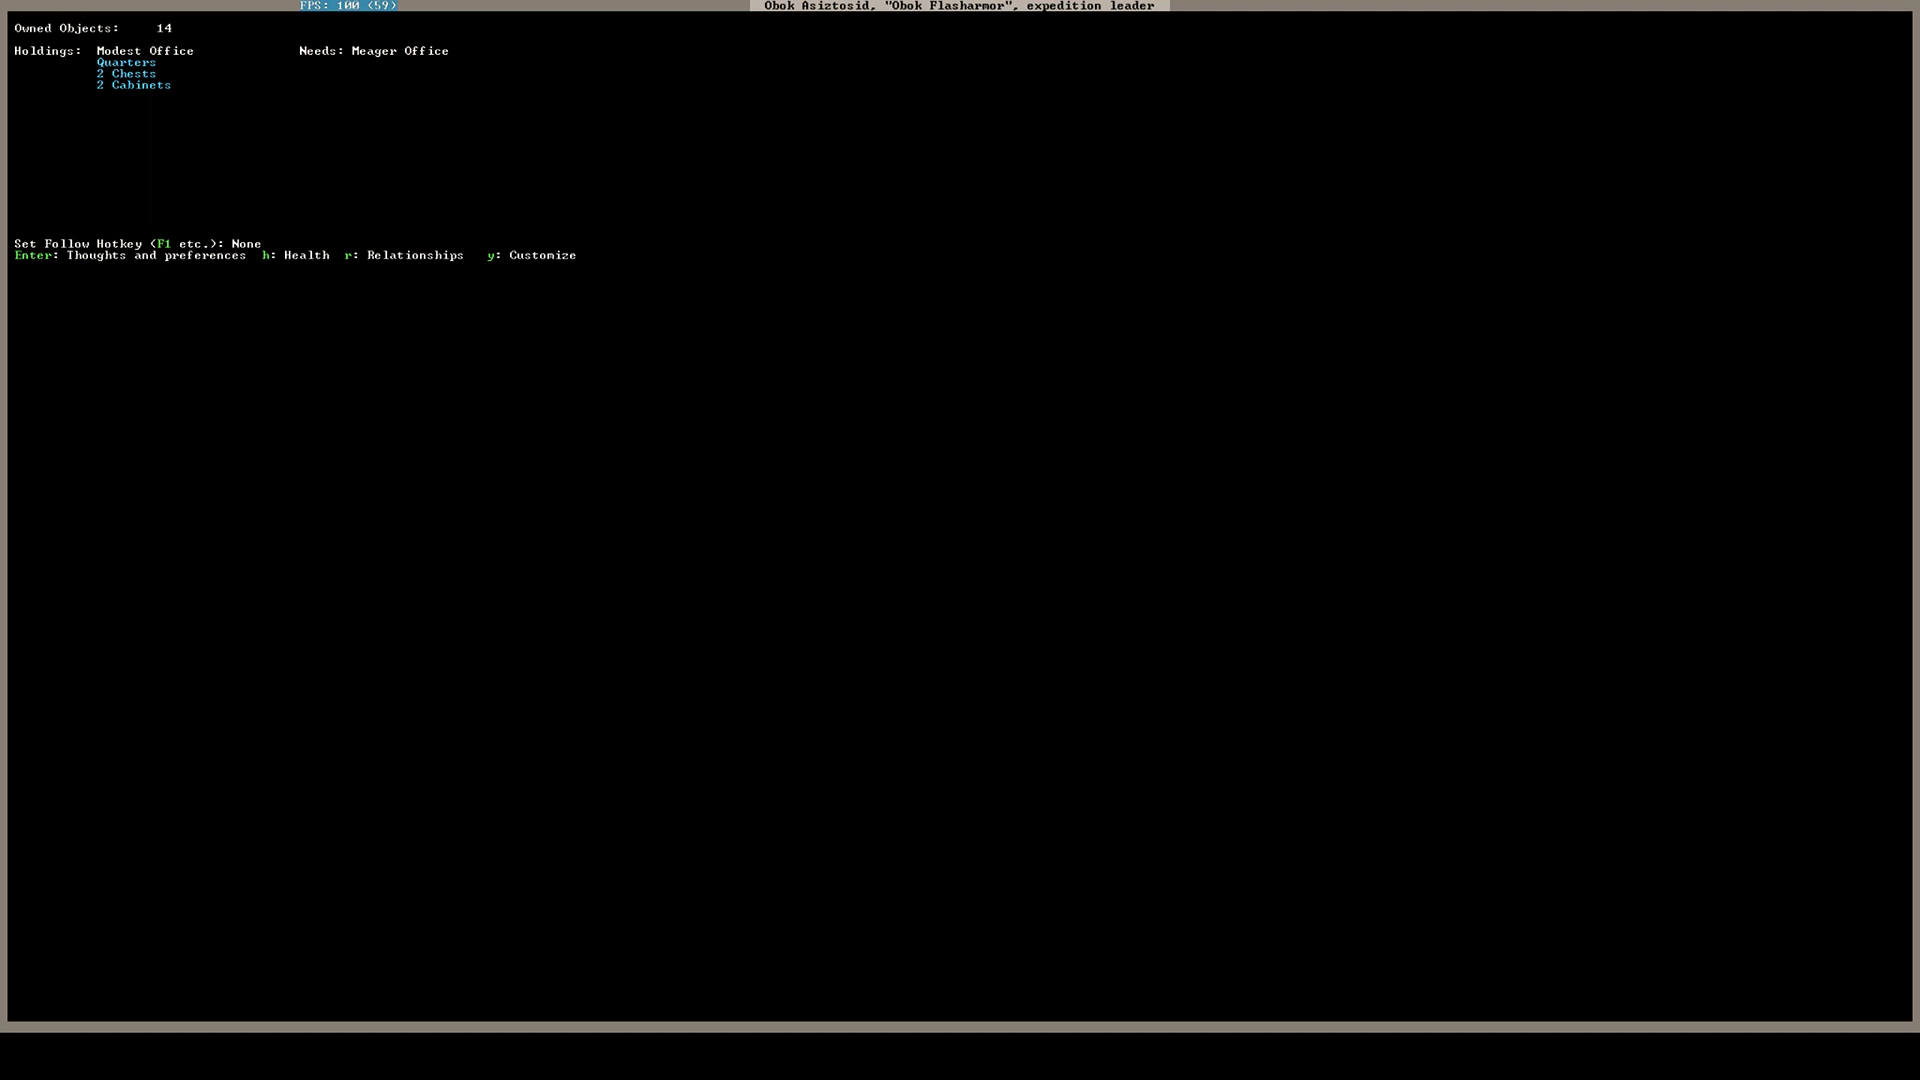 FPS: 100 (59)
Obok Asiztosid, "Obok Flasharmor", expedition leader
Owned Objects: 14
Holdings: Modest Office Needs: Meager Office
Quarters
2 Chests
2 Cabinets
Set Follow Hotkey (F1 etc.): None
Enter: Thoughts and preferences h: Health r: Relationships y: Customize